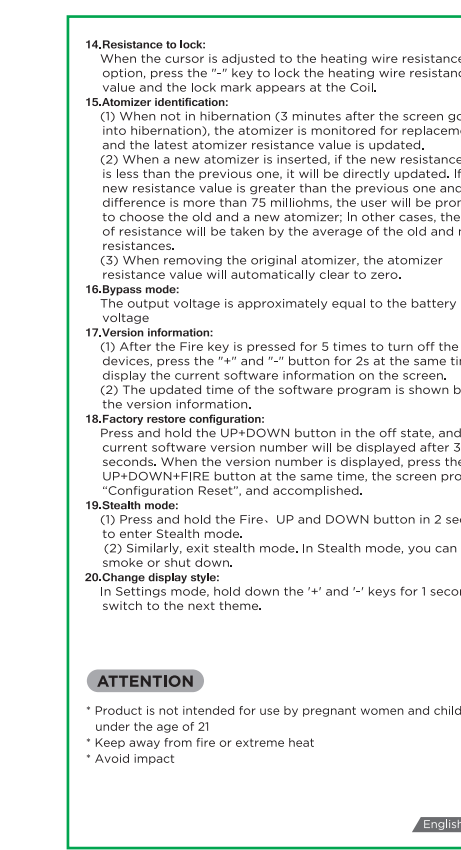 14.Resistance to lock:
When the cursor is adjusted to the heating wire resistance
option, press the "-" key to lock the heating wire
value and the lock mark appears at the Coil.
15.Atomizer identification:
(1) When not in hibernation (3 minutes after the screen
into hibernation), the atomizer is monitored for
and the latest atomizer resistance value is updated.
(2) When a new atomizer is inserted, if the new resistance
is less than the previous one, it will be directly updated. If
new resistance value is greater than the previous one and
difference is more than 75 milliohms, the user will be
to choose the old and a new atomizer; In other cases, the
of resistance will be taken by the average of the old and
resistances.
(3) When removing the original atomizer, the atomizer
resistance value will automatically clear to zero.
16.Bypass mode:
The output voltage is approximately equal to the battery
voltage
17.Version information:
(1) After the Fire key is pressed for 5 times to turn off the
devices, press the "+" and "-" button for 2s at the same
display the current software information on the screen.
(2) The updated time of the software program is shown
the version information.
18.Factory restore configuration:
Press and hold the UP+DOWN button in the off state, and
current software version number will be displayed after 3
seconds. When the version number is displayed, press the
UP+DOWN+FIRE button at the same time, the screen
“Configuration Reset”, and accomplished.
19.Stealth mode:
(1) Press and hold the Fire、UP and DOWN button in 2
to enter Stealth mode.
(2) Similarly, exit stealth mode. In Stealth mode, you can
smoke or shut down.
20.Change display style:
In Settings mode, hold down the '+' and '-' keys for 1
switch to the next theme.
ATTENTION
* Product is not intended for use by pregnant women and
under the age of 21
* Keep away from fire or extreme heat
* Avoid impact
English